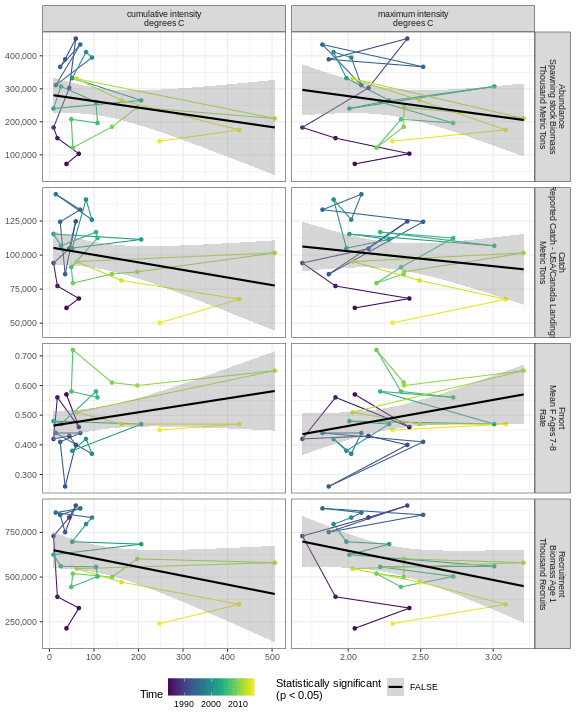 cumulative intensity
degrees C
maximum intensity
degrees C
400,000
300,000
200,000
100,000
Abundance
Spawning stock Biomass
Thousand Metric Tons
125,000
100,000
75,000
50,000
Catch
Reported Catch - USA/Canada Landings
Metric Tons
0.700
0.600
0.500
0.400
0.300
Fmort
Mean F Ages 7-8
Rate
750,000
500,000
250,000
Recruitment
Biomass Age 1
Thousand Recruits
0 100 200 300 400 500
2.00 2.50 3.00
Time
1990 2000 2010
Statistically significant
(p < 0.05)
FALSE